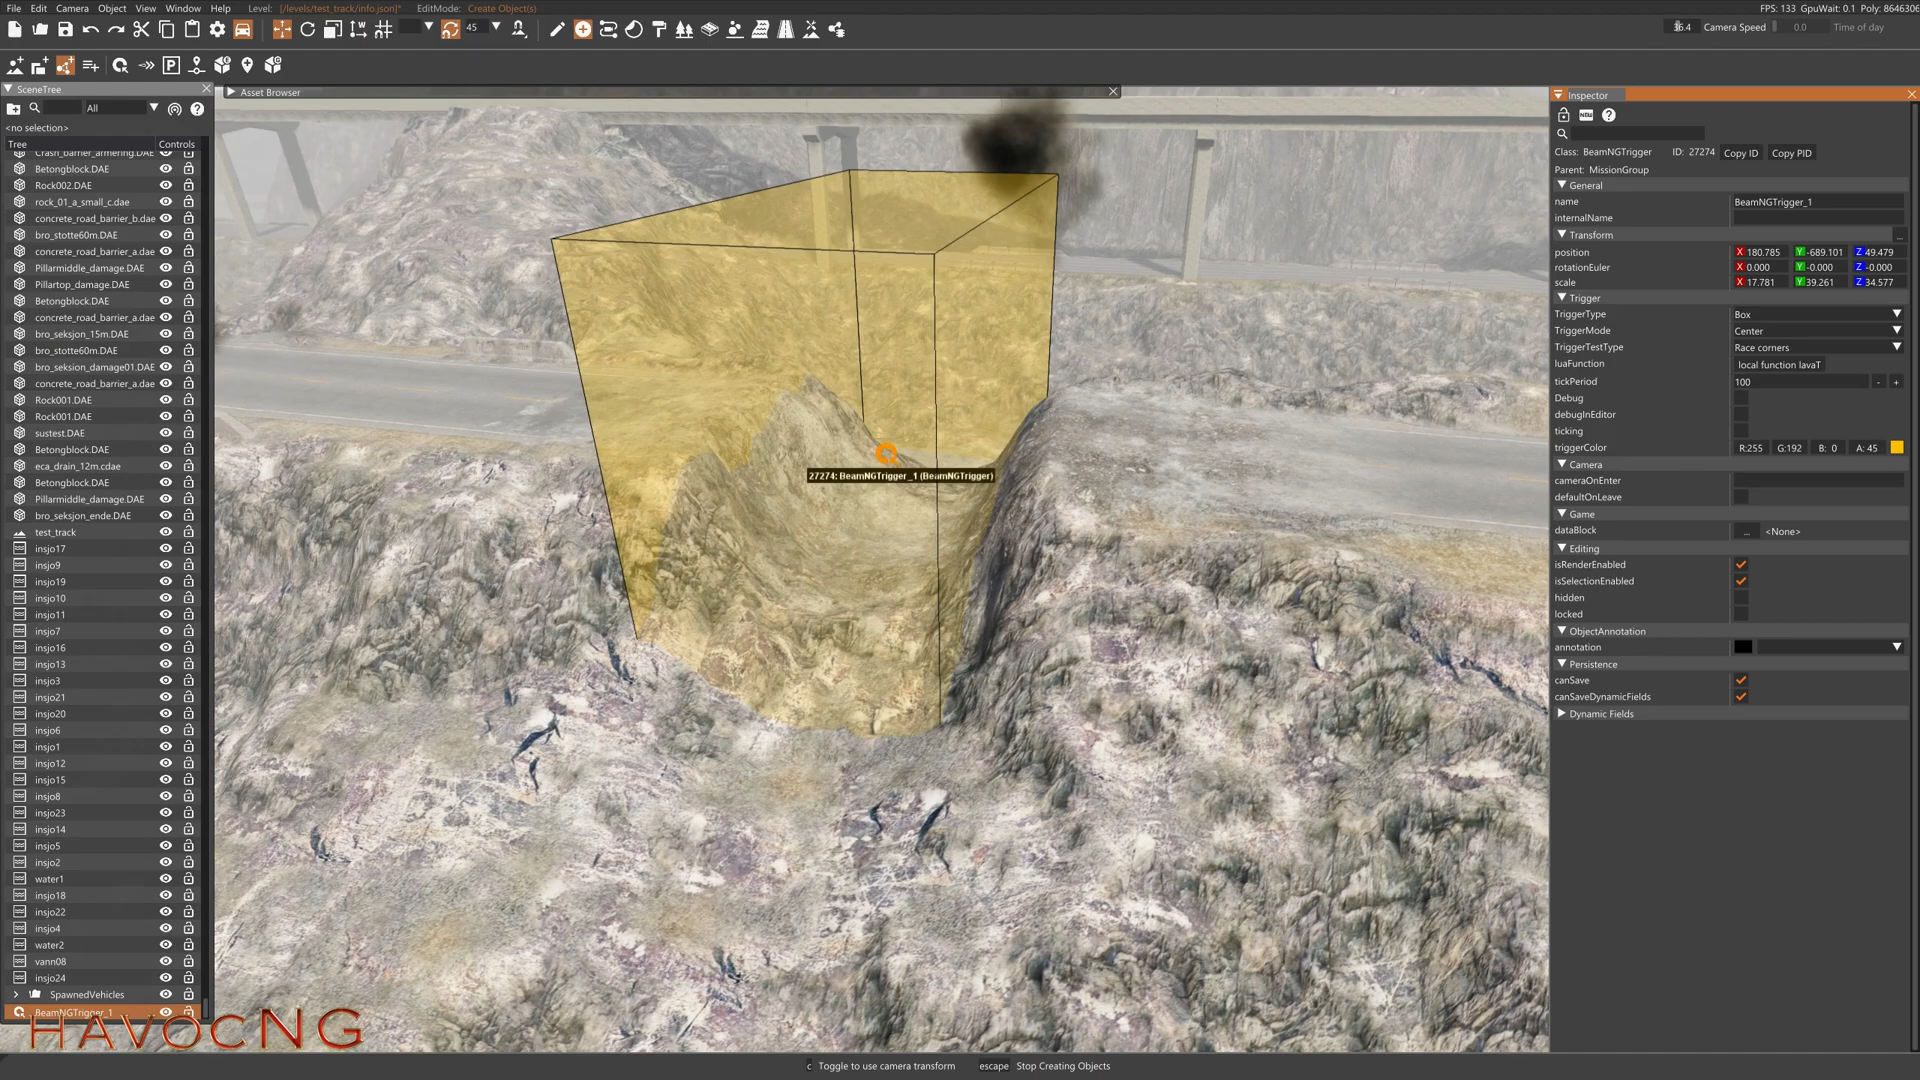 File Edit Camera Object View Window Help Level: [/levels/test_track/info.json]* EditMode: Create Object(s) FPS: 133 GpuWait: 0.1 Poly: 8646306
45 36.4 Camera Speed 0.0 Time of day
SceneTree
Asset Browser
Inspector
All
<no selection>
Tree Controls
Crash_barrier_armering.DAE
Betongblock.DAE
Rock002.DAE
rock_01_a_small_c.dae
concrete_road_barrier_b.dae
bro_stotte60m.DAE
concrete_road_barrier_a.dae
Pillarmiddle_damage.DAE
Pillartop_damage.DAE
Betongblock.DAE
concrete_road_barrier_a.dae
bro_seksjon_15m.DAE
bro_stotte60m.DAE
bro_seksjon_damage01.DAE
concrete_road_barrier_a.dae
Rock001.DAE
Rock001.DAE
sustest.DAE
Betongblock.DAE
eca_drain_12m.cdae
Betongblock.DAE
Pillarmiddle_damage.DAE
bro_seksjon_ende.DAE
test_track
insjo17
insjo9
insjo19
insjo10
insjo11
insjo7
insjo16
insjo13
insjo3
insjo21
insjo20
insjo6
insjo1
insjo12
insjo15
insjo8
insjo23
insjo14
insjo5
insjo2
water1
insjo18
insjo22
insjo4
water2
vann08
insjo24
SpawnedVehicles
BeamNGTrigger_1
HAVOCNG
27274: BeamNGTrigger_1 (BeamNGTrigger)
Class: BeamNGTrigger ID: 27274 Copy ID Copy PID
Parent: MissionGroup
General
name BeamNGTrigger_1
internalName
Transform ...
position X 180.785 Y -689.101 Z 49.479
rotationEuler X 0.000 Y -0.000 Z -0.000
scale X 17.781 Y 39.261 Z 34.577
Trigger
TriggerType Box
TriggerMode Center
TriggerTestType Race corners
luaFunction local function lavaT
tickPeriod 100 - +
Debug
debugInEditor
ticking
triggerColor R:255 G:192 B: 0 A: 45
Camera
cameraOnEnter
defaultOnLeave
Game
dataBlock ... <None>
Editing
isRenderEnabled
isSelectionEnabled
hidden
locked
ObjectAnnotation
annotation
Persistence
canSave
canSaveDynamicFields
Dynamic Fields
c Toggle to use camera transform escape Stop Creating Objects